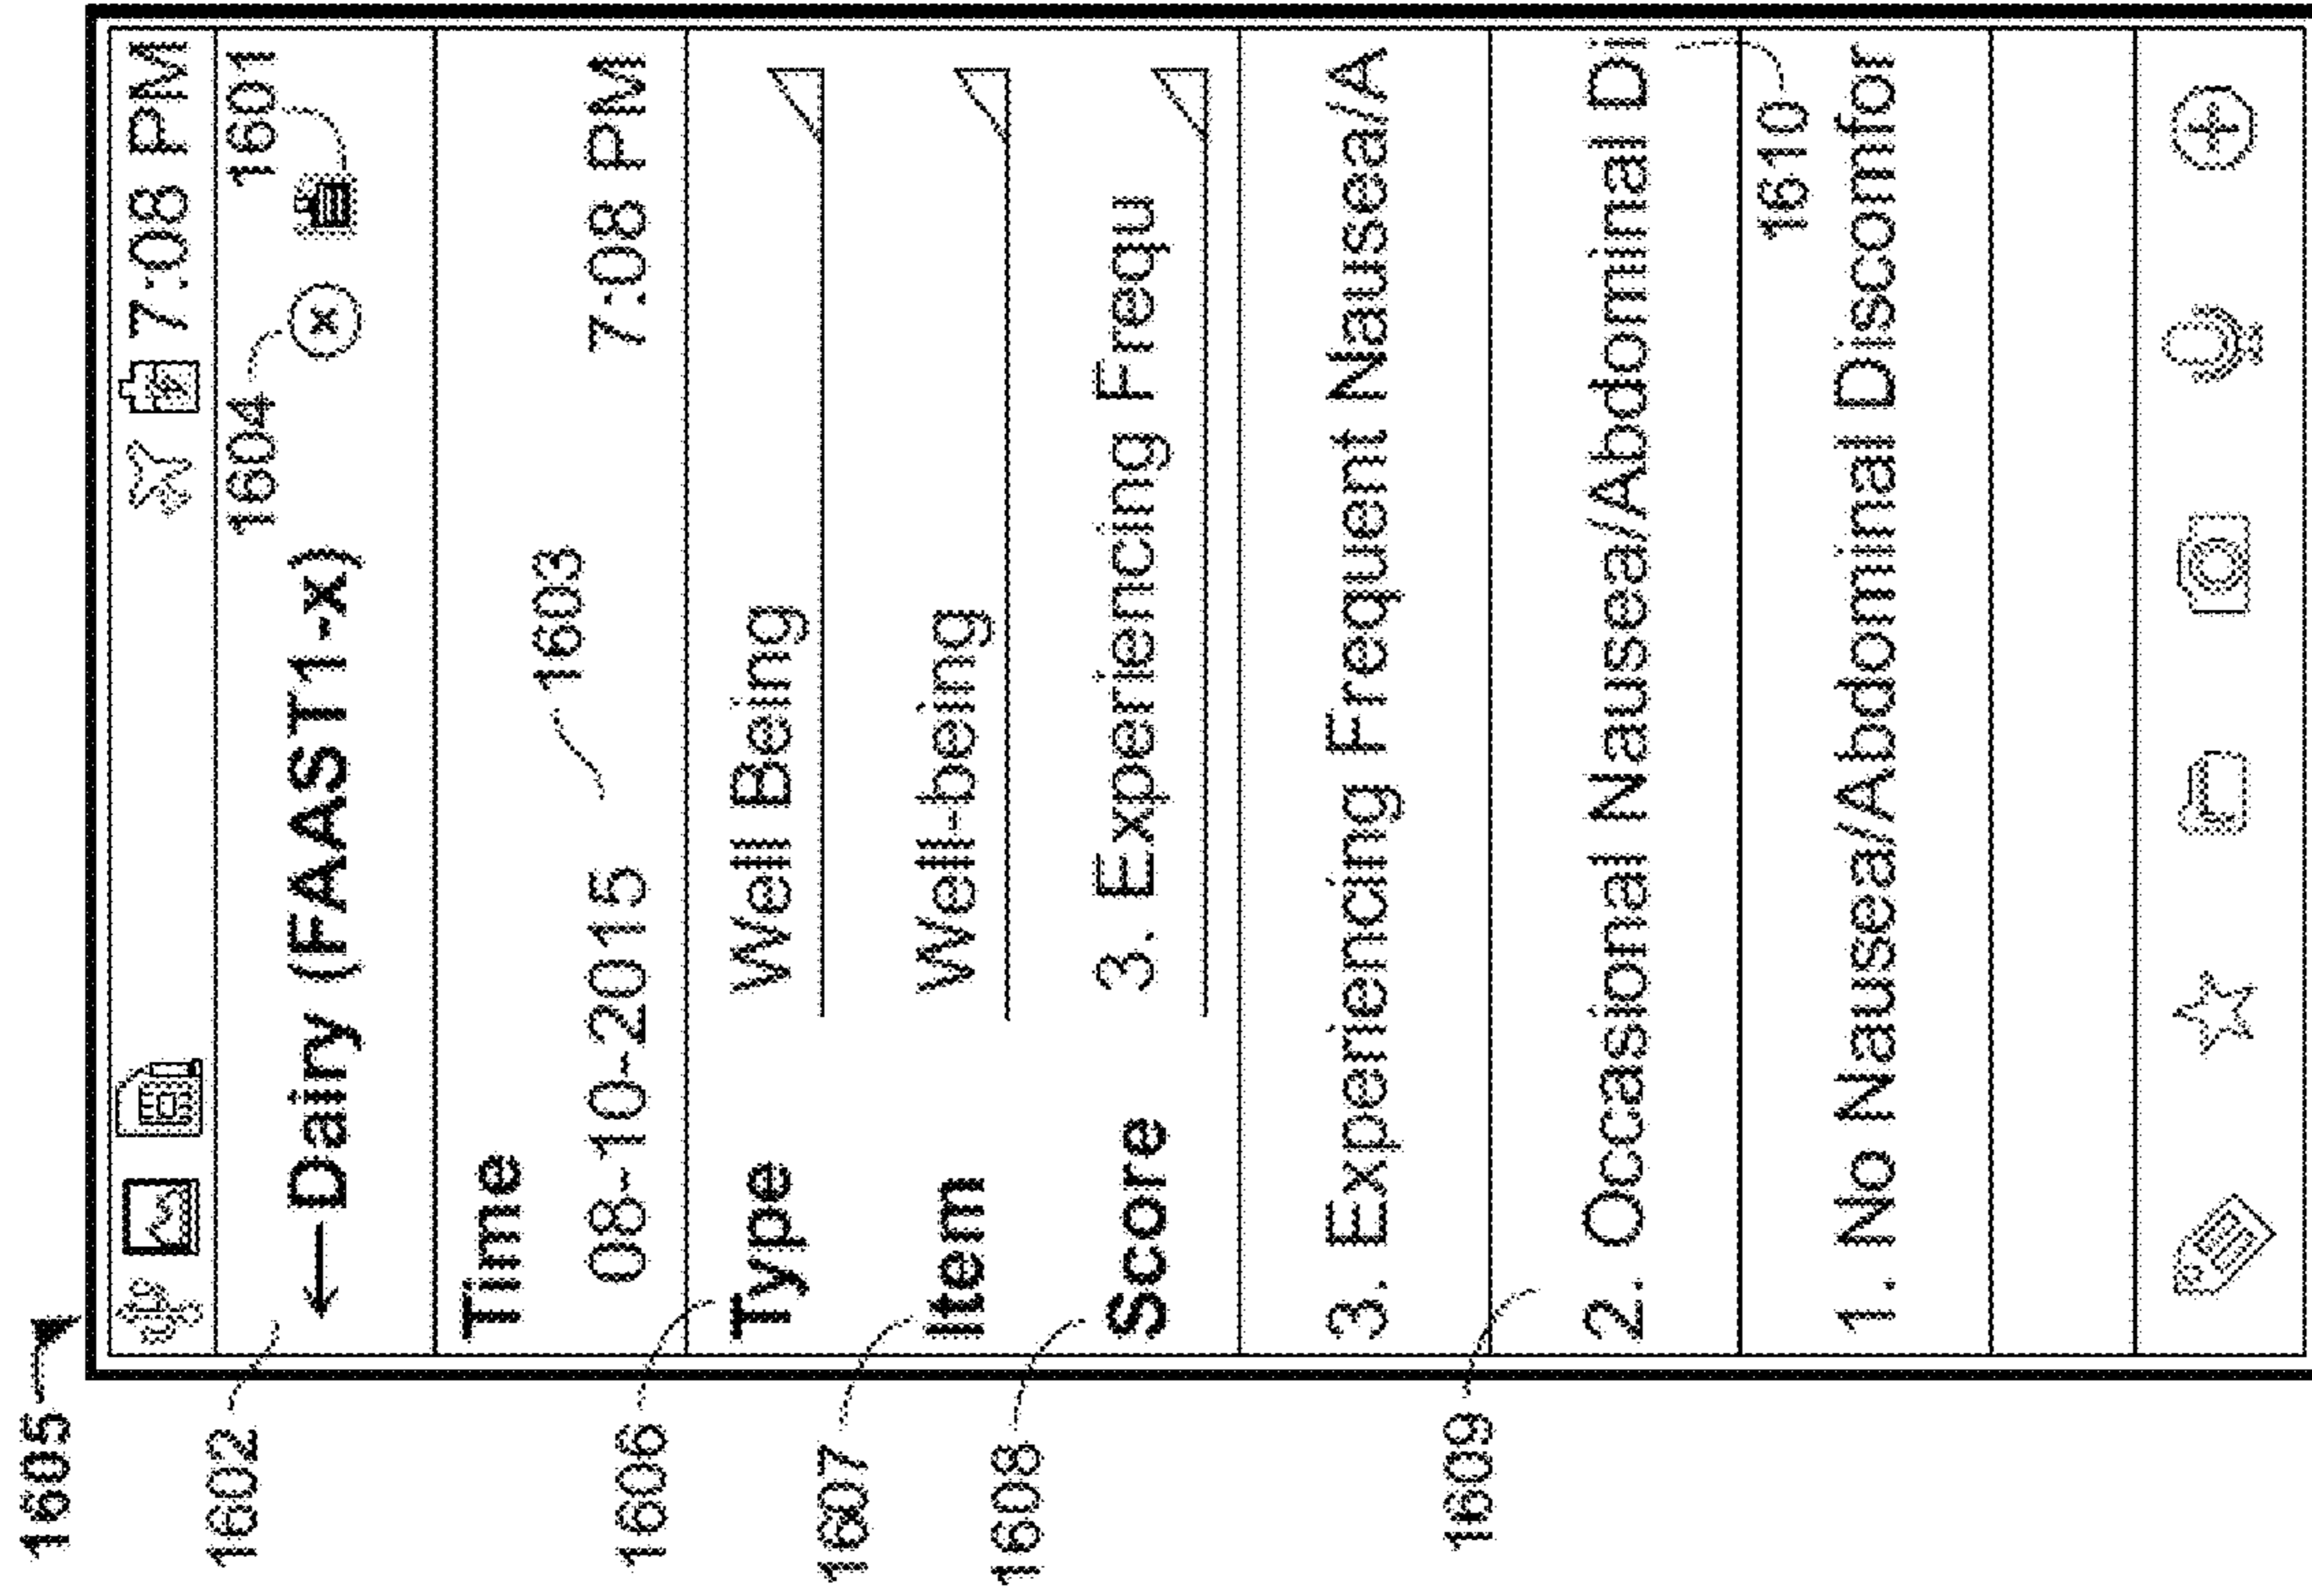 1605
7:08 PM
1602
1604
1601
Dairy (FAAST1-x)
Time
1603
08-10-2015 7:08 PM
1606
Type Well Being
1607
Item Well-being
1608
Score 3. Experiencing Frequ
3. Experiencing Frequent Nausea/A
1609
2. Occasional Nausea/Abdominal Di
1610
1. No Nausea/Abdominal Discomfor